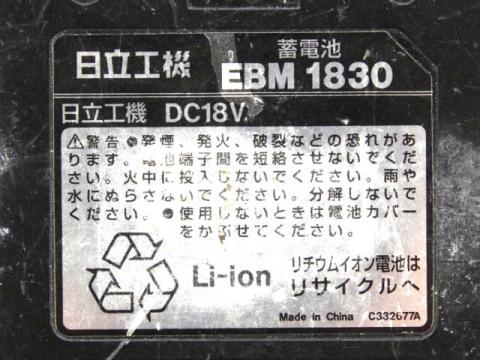 日立工機
蓄電池
EBM 1830
日立工機 DC18V
⚠警告●発煙、発火、破裂などの恐れがあ
ります。電池端子間を短絡させないでくだ
さい。火中に投入しないでください。雨や
水にぬらさないでください。分解しないで
ください。●使用しないときは電池カバー
をかぶせてください。
Li-ion
リチウムイオン電池は
リサイクルへ
Made in China C332677A